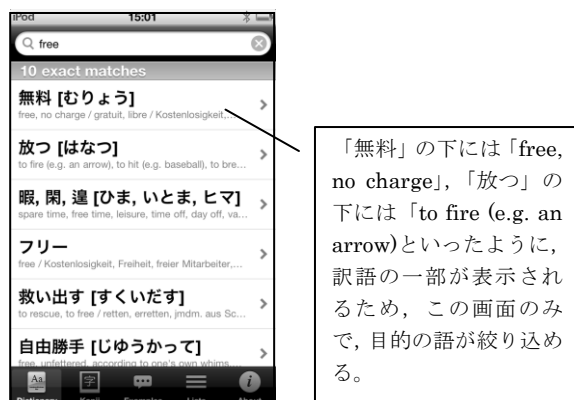 iPod 15:01
free
10 exact matches
無料 [むりょう]
free, no charge / gratuit, libre / Kostenlosigkeit,...
放つ [はなつ]
to fire (e.g. an arrow), to hit (e.g. baseball), to bre...
暇, 閑, 遑 [ひま, いとま, ヒマ]
spare time, free time, leisure, time off, day off, va...
フリー
free / Kostenlosigkeit, Freiheit, freier Mitarbeiter,...
救い出す [すくいだす]
to rescue, to free / retten, erretten, jmdm. aus Sc...
自由勝手 [じゆうかって]
free, unfettered, according to one's own whims
Dictionary Kanji Examples Lists About
「無料」の下には「free,
no charge」,「放つ」の
下には「to fire (e.g. an
arrow)といったように,
訳語の一部が表示され
るため，この画面のみ
で，目的の語が絞り込め
る。